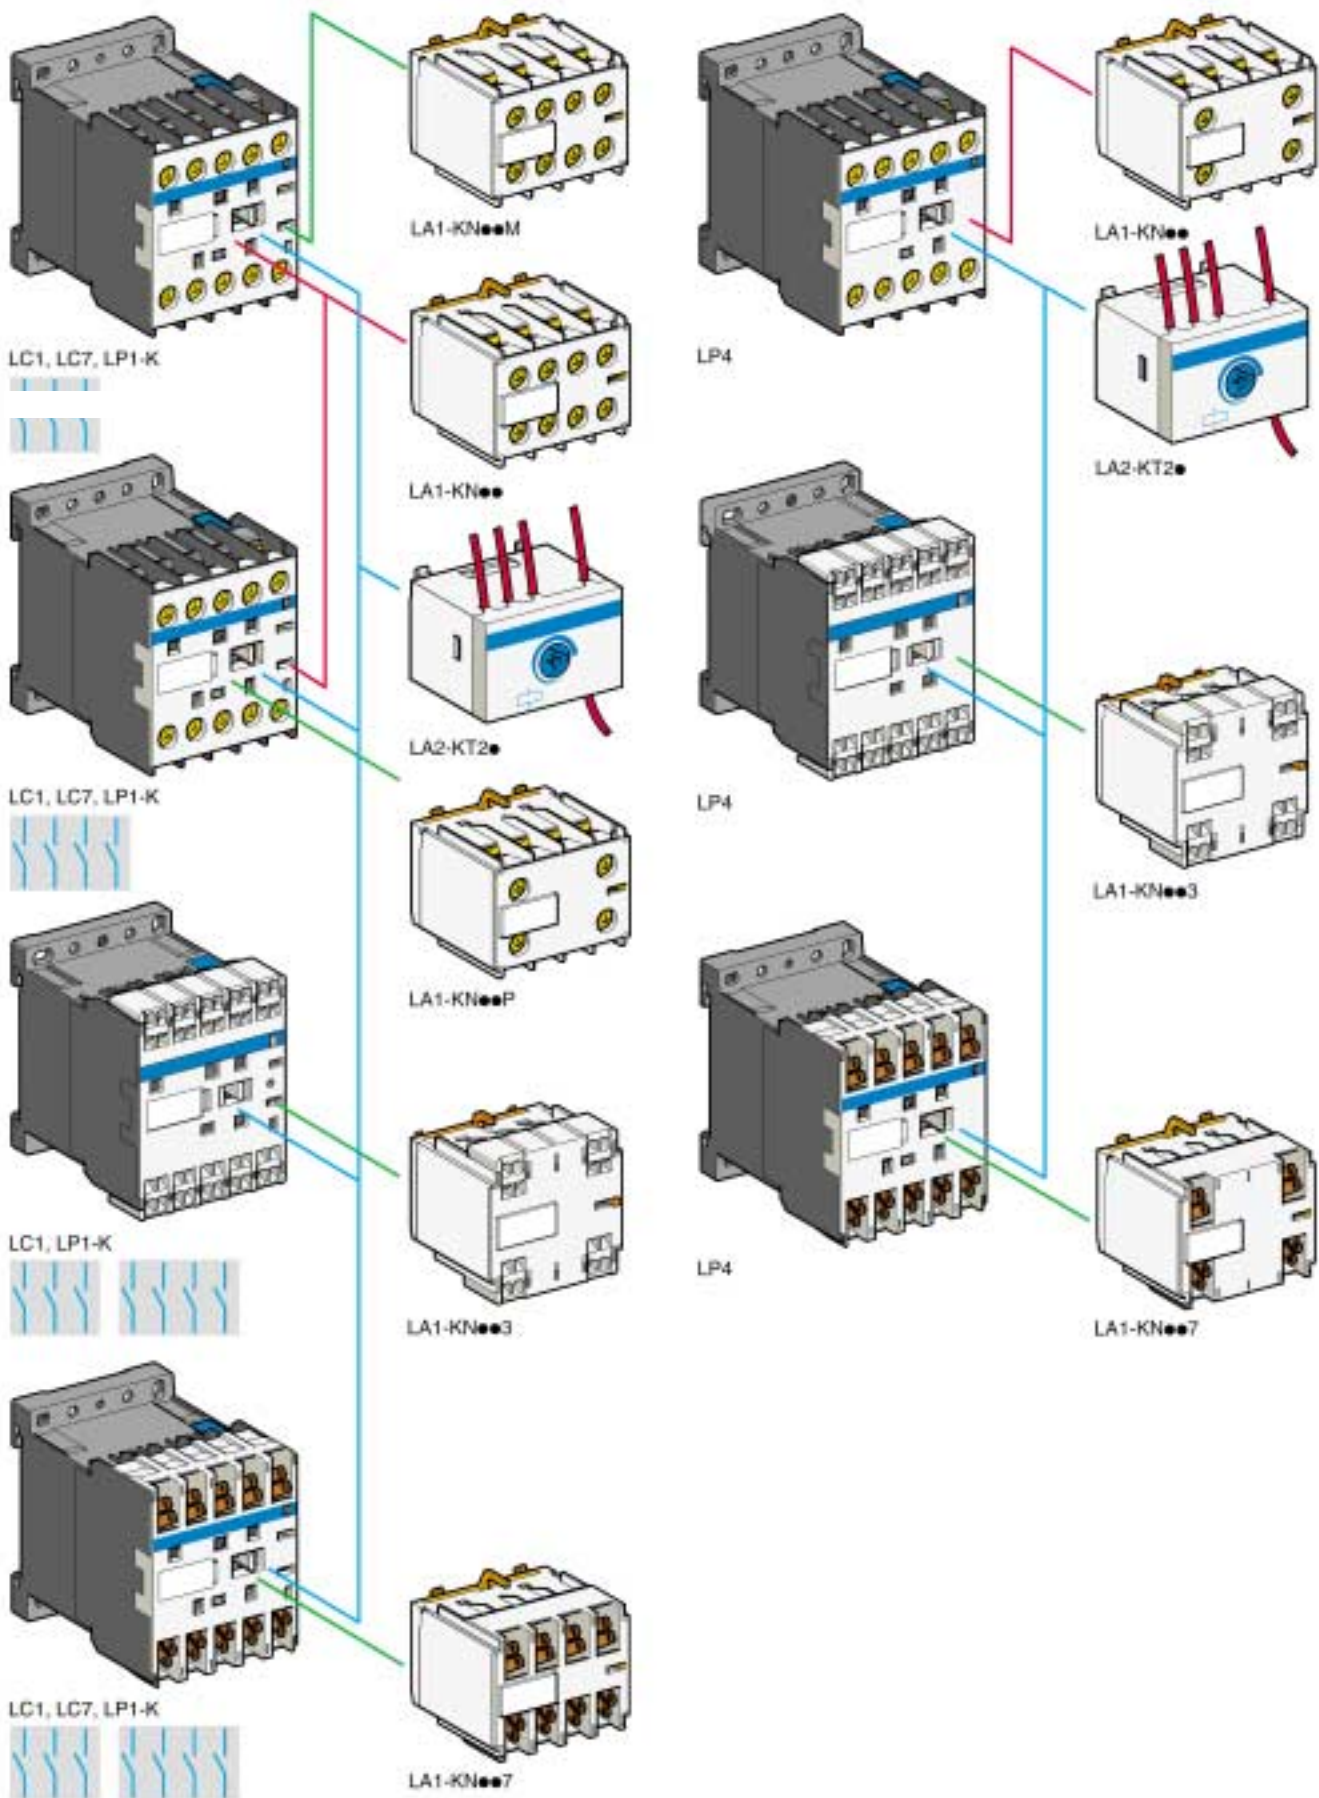 LA1-KN●●M
LA1-KN●●
LC1, LC7, LP1-K
LP4
LA2-KT2●
LA1-KN●●
LA2-KT2●
LC1, LC7, LP1-K
LP4
LA1-KN●●3
LA1-KN●●P
LC1, LP1-K
LP4
LA1-KN●●3
LA1-KN●●7
LC1, LC7, LP1-K
LA1-KN●●7